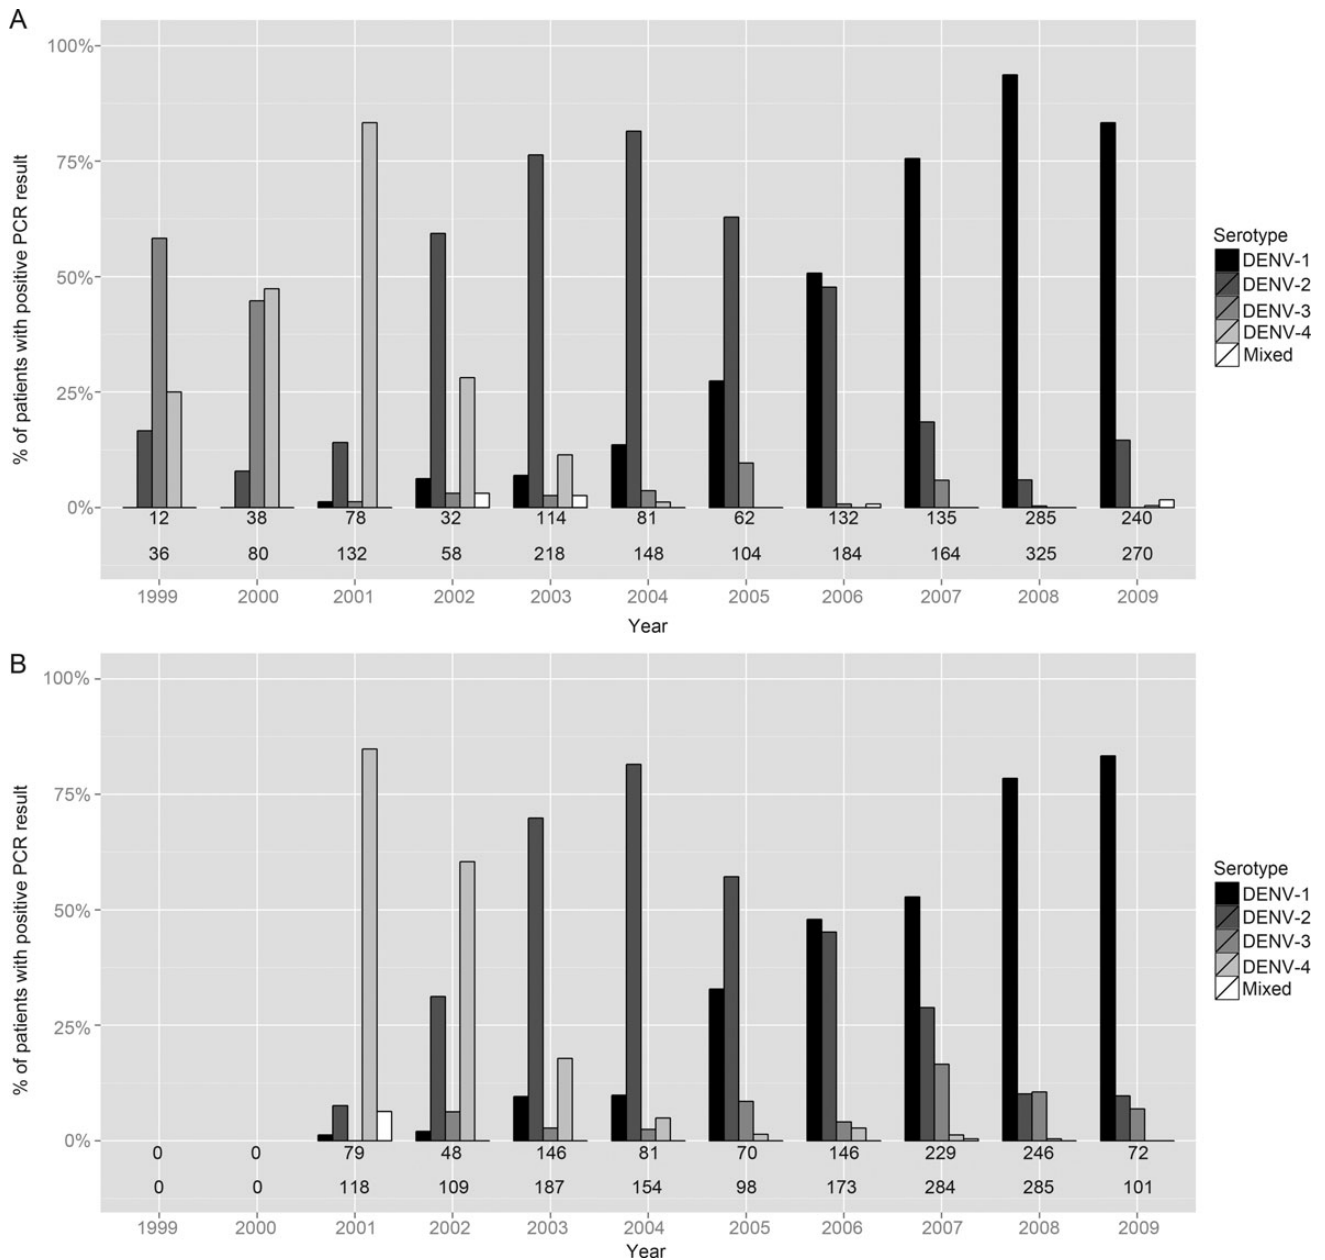 A
% of patients with positive PCR result
100%
75%
50%
25%
0%
12 38 78 32 114 81 62 132 135 285 240
36 80 132 58 218 148 104 184 164 325 270
1999 2000 2001 2002 2003 2004 2005 2006 2007 2008 2009
Year
Serotype
DENV-1
DENV-2
DENV-3
DENV-4
Mixed
B
% of patients with positive PCR result
100%
75%
50%
25%
0%
0 0 79 48 146 81 70 146 229 246 72
0 0 118 109 187 154 98 173 284 285 101
1999 2000 2001 2002 2003 2004 2005 2006 2007 2008 2009
Year
Serotype
DENV-1
DENV-2
DENV-3
DENV-4
Mixed